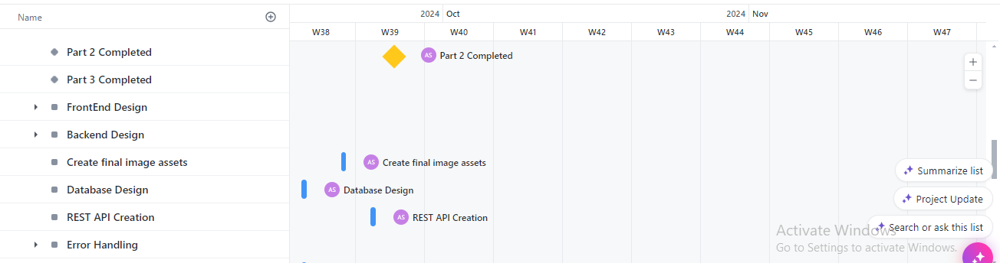 Name
2024 Oct
2024 Nov
W38 W39 W40 W41 W42 W43 W44 W45 W46 W47
Part 2 Completed
AS Part 2 Completed
Part 3 Completed
FrontEnd Design
Backend Design
Create final image assets
AS Create final image assets
Summarize list
Database Design
AS Database Design
Project Update
REST API Creation
AS REST API Creation
Search or ask this list
Activate Windows
Go to Settings to activate Windows.
Error Handling